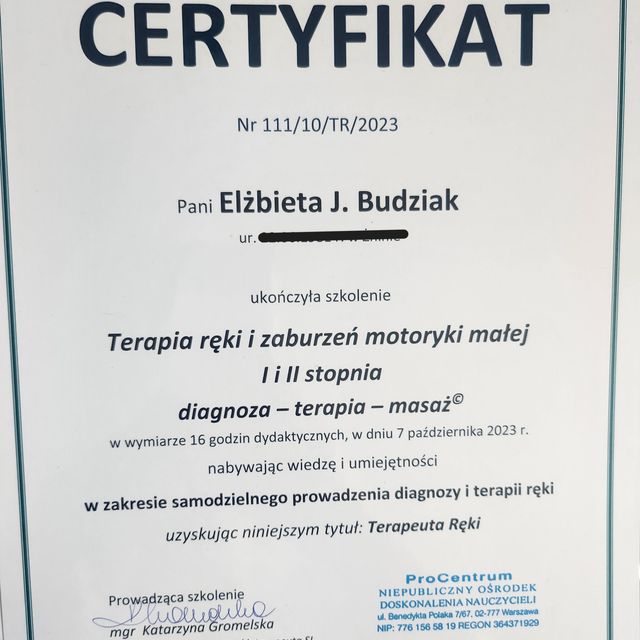 CERTYFIKAT
Nr 111/10/TR/2023
Pani Elżbieta J. Budziak
ur.
ukończyła szkolenie
Terapia ręki i zaburzeń motoryki małej
I i II stopnia
diagnoza – terapia – masaż©
w wymiarze 16 godzin dydaktycznych, w dniu 7 października 2023 r.
nabywając wiedzę i umiejętności
w zakresie samodzielnego prowadzenia diagnozy i terapii ręki
uzyskując niniejszym tytuł: Terapeuta Ręki
Prowadząca szkolenie
mgr Katarzyna Gromelska
ProCentrum
NIEPUBLICZNY OŚRODEK
DOSKONALENIA NAUCZYCIELI
ul. Benedykta Polaka 7/67, 02-777 Warszawa
NIP: 776 156 58 19 REGON 364371929